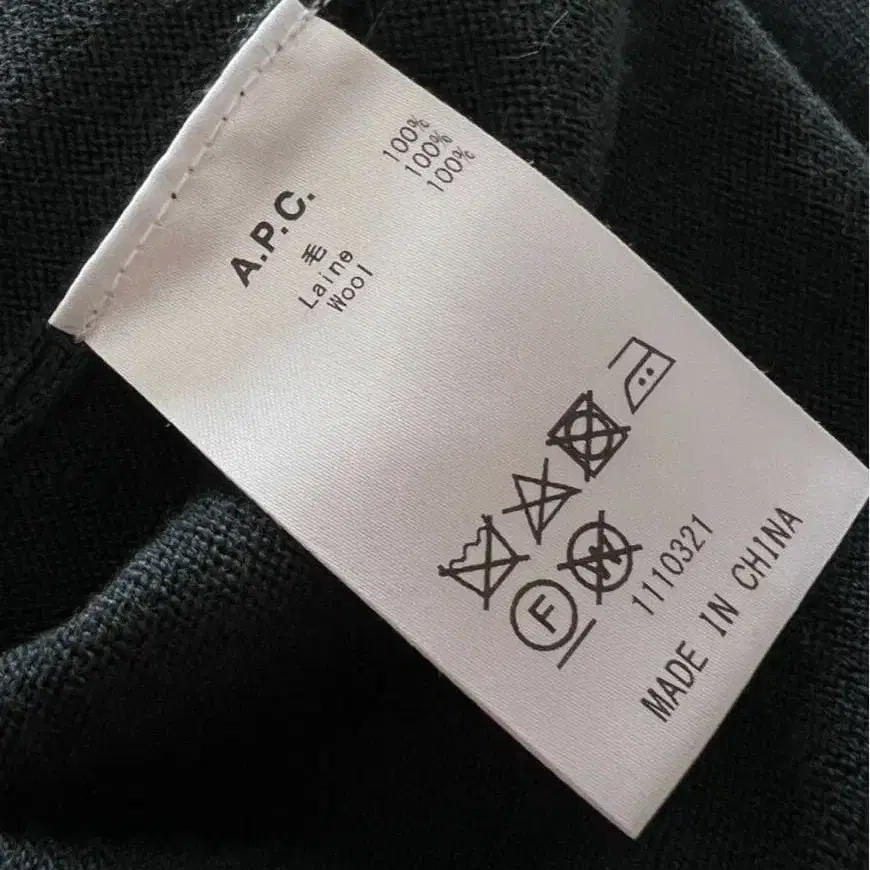 A.P.C.
毛 100%
Laine 100%
Wool 100%
F W
1110321
MADE IN CHINA